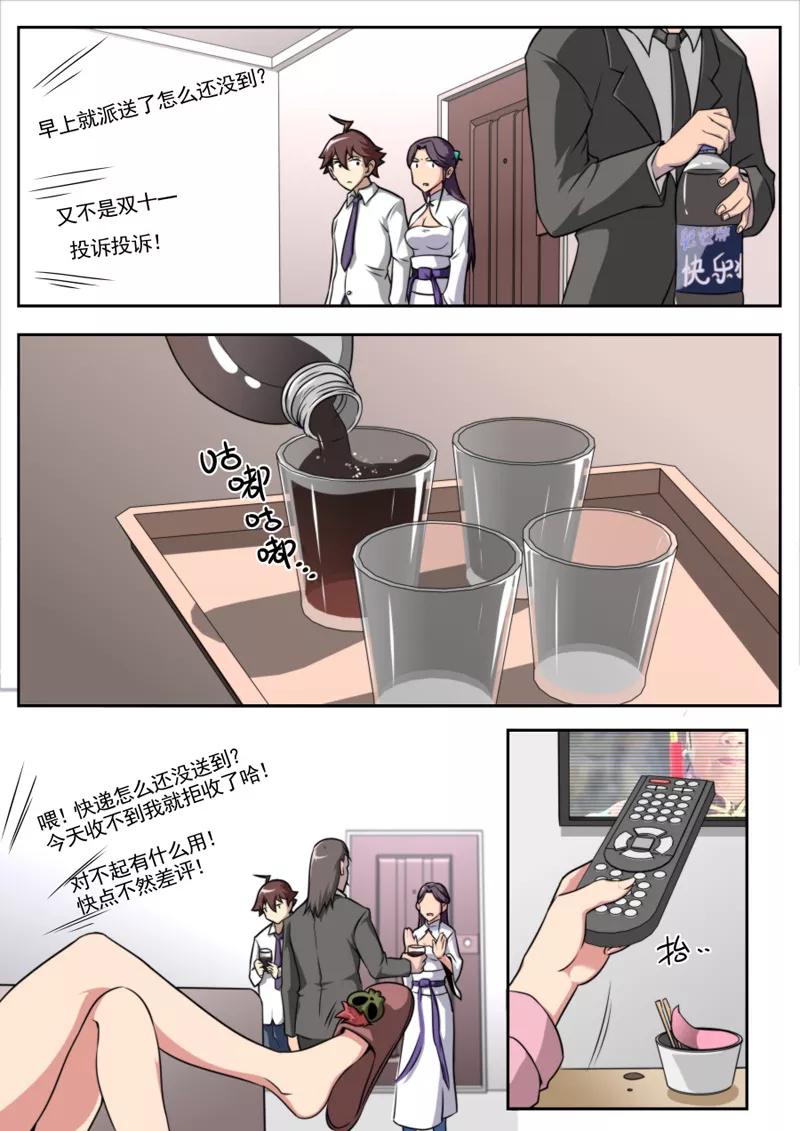 早上就派送了怎么还没到？
又不是双十一
投诉投诉！
快乐水
咕
嘟
咕
嘟…
喂！快递怎么还没送到？
今天收不到我就拒收了哈！
对不起有什么用！
快点不然差评！
抬..